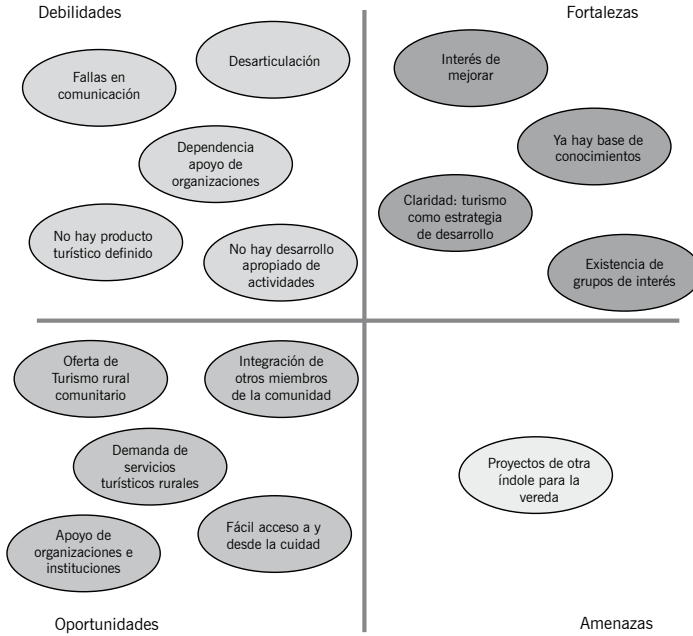 Debilidades
Fallas en
comunicación
Desarticulación
Dependencia
apoyo de
organizaciones
No hay producto
turístico definido
No hay desarrollo
apropiado de
actividades
Fortalezas
Interés de
mejorar
Ya hay base de
conocimientos
Claridad: turismo
como estrategia
de desarrollo
Existencia de
grupos de interés
Oferta de
Turismo rural
comunitario
Integración de
otros miembros
de la comunidad
Demanda de
servicios
turísticos rurales
Apoyo de
organizaciones e
instituciones
Fácil acceso a y
desde la cuidad
Oportunidades
Proyectos de otra
índole para la
vereda
Amenazas